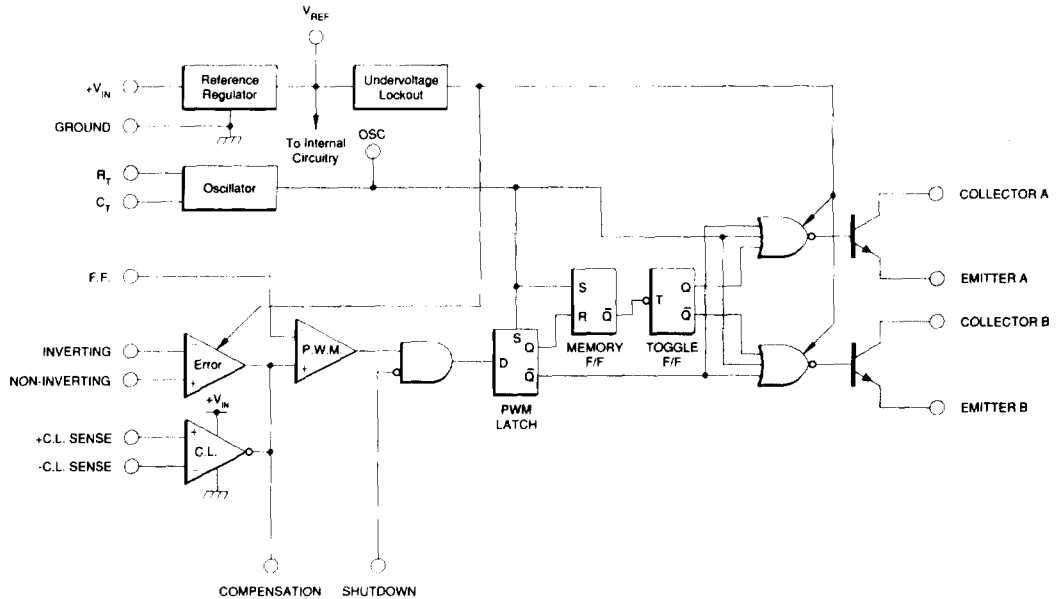 V_REF
+V_IN
Reference
Regulator
Undervoltage
Lockout
GROUND
To Internal
Circuitry
OSC
R_T
C_T
Oscillator
COLLECTOR A
F.F.
EMITTER A
S
R
Q̅
T
Q
Q̅
MEMORY
F/F
TOGGLE
F/F
COLLECTOR B
INVERTING
NON-INVERTING
-
+
Error
P.W.M.
+
S
D
Q
Q̅
PWM
LATCH
EMITTER B
+V_IN
+C.L. SENSE
-C.L. SENSE
+
-
C.L.
COMPENSATION
SHUTDOWN